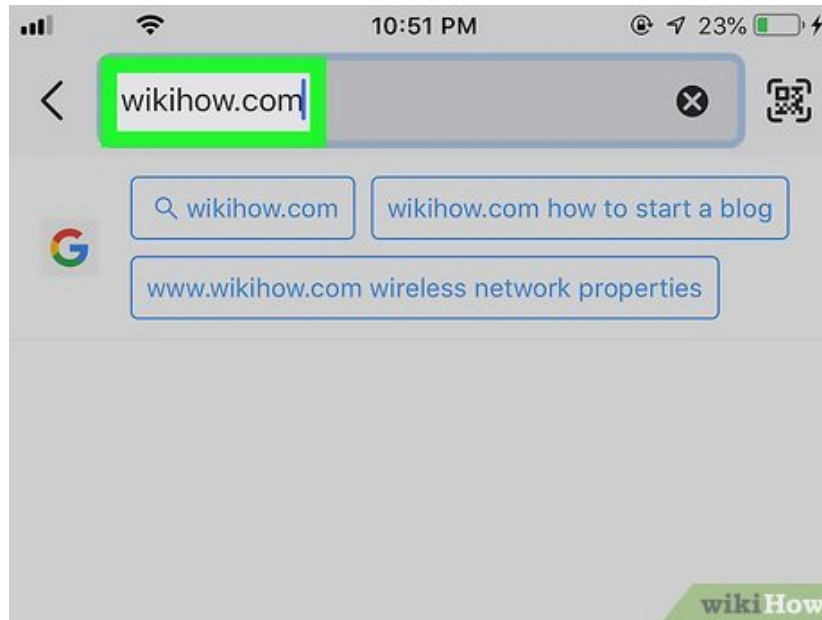 10:51 PM 23%
wikihow.com
wikihow.com wikihow.com how to start a blog
www.wikihow.com wireless network properties
wikiHow